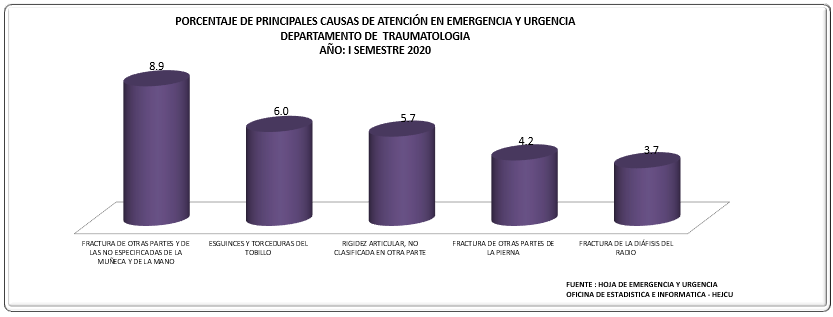 PORCENTAJE DE PRINCIPALES CAUSAS DE ATENCIÓN EN EMERGENCIA Y URGENCIA
DEPARTAMENTO DE TRAUMATOLOGIA
AÑO: I SEMESTRE 2020
8.9
6.0
5.7
4.2
3.7
FRACTURA DE OTRAS PARTES Y DE
LAS NO ESPECIFICADAS DE LA
MUÑECA Y DE LA MANO
ESGUINCES Y TORCEDURAS DEL
TOBILLO
RIGIDEZ ARTICULAR, NO
CLASIFICADA EN OTRA PARTE
FRACTURA DE OTRAS PARTES DE
LA PIERNA
FRACTURA DE LA DIÁFISIS DEL
RADIO
FUENTE : HOJA DE EMERGENCIA Y URGENCIA
OFICINA DE ESTADISTICA E INFORMATICA - HEJCU